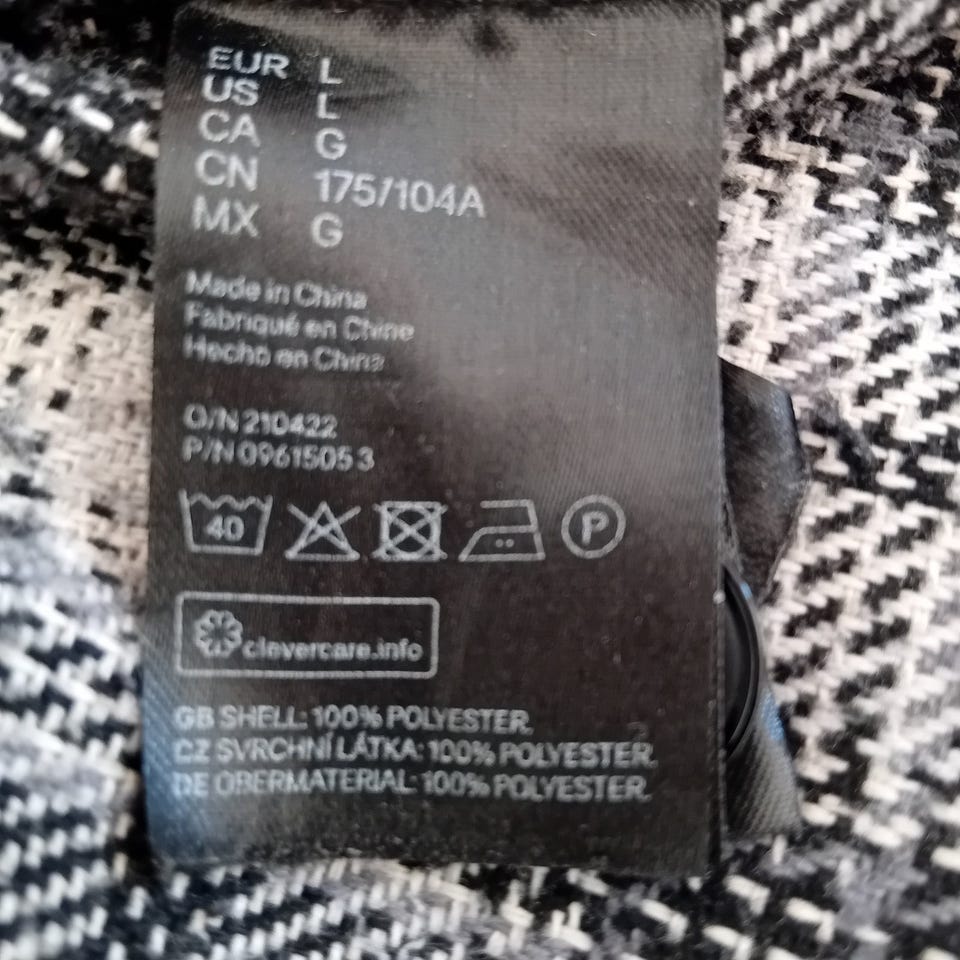 EUR L
US L
CA G
CN 175/104A
MX G
Made in China
Fabriqué en Chine
Hecho en China
O/N 210422
P/N 0961505 3
40
P
clevercare.info
GB SHELL: 100% POLYESTER.
CZ SVRCHNÍ LÁTKA: 100% POLYESTER.
DE OBERMATERIAL: 100% POLYESTER.